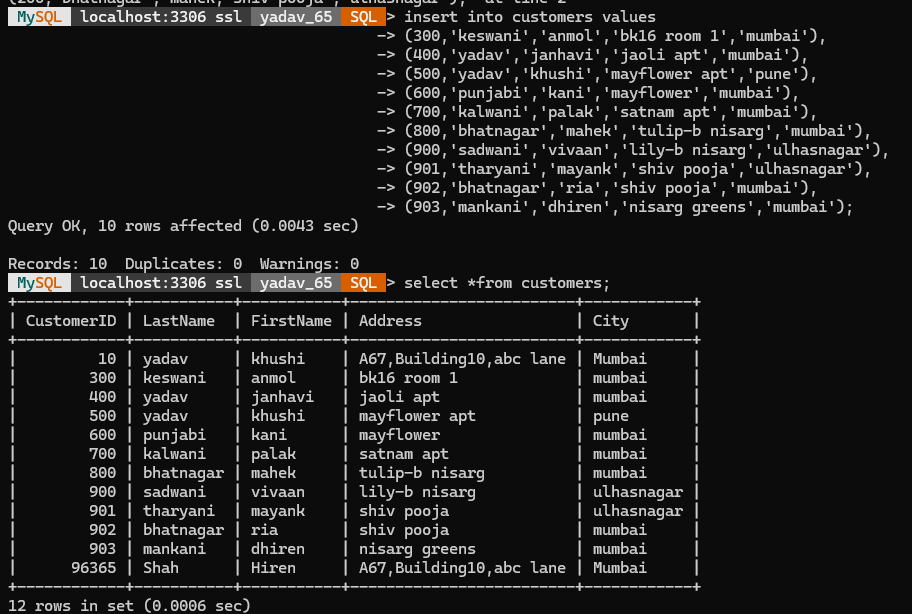 (200,'bhatnagar','mahek,'shiv pooja','ulhasnagar'),' at line 2
MySQL localhost:3306 ssl yadav_65 SQL > insert into customers values
-> (300,'keswani','anmol','bk16 room 1','mumbai'),
-> (400,'yadav','janhavi','jaoli apt','mumbai'),
-> (500,'yadav','khushi','mayflower apt','pune'),
-> (600,'punjabi','kani','mayflower','mumbai'),
-> (700,'kalwani','palak','satnam apt','mumbai'),
-> (800,'bhatnagar','mahek','tulip-b nisarg','mumbai'),
-> (900,'sadwani','vivaan','lily-b nisarg','ulhasnagar'),
-> (901,'tharyani','mayank','shiv pooja','ulhasnagar'),
-> (902,'bhatnagar','ria','shiv pooja','mumbai'),
-> (903,'mankani','dhiren','nisarg greens','mumbai');
Query OK, 10 rows affected (0.0043 sec)
Records: 10  Duplicates: 0  Warnings: 0
MySQL localhost:3306 ssl yadav_65 SQL > select *from customers;
| CustomerID | LastName | FirstName | Address | City |
| 10 | yadav | khushi | A67,Building10,abc lane | Mumbai |
| 300 | keswani | anmol | bk16 room 1 | mumbai |
| 400 | yadav | janhavi | jaoli apt | mumbai |
| 500 | yadav | khushi | mayflower apt | pune |
| 600 | punjabi | kani | mayflower | mumbai |
| 700 | kalwani | palak | satnam apt | mumbai |
| 800 | bhatnagar | mahek | tulip-b nisarg | mumbai |
| 900 | sadwani | vivaan | lily-b nisarg | ulhasnagar |
| 901 | tharyani | mayank | shiv pooja | ulhasnagar |
| 902 | bhatnagar | ria | shiv pooja | mumbai |
| 903 | mankani | dhiren | nisarg greens | mumbai |
| 96365 | Shah | Hiren | A67,Building10,abc lane | Mumbai |
12 rows in set (0.0006 sec)